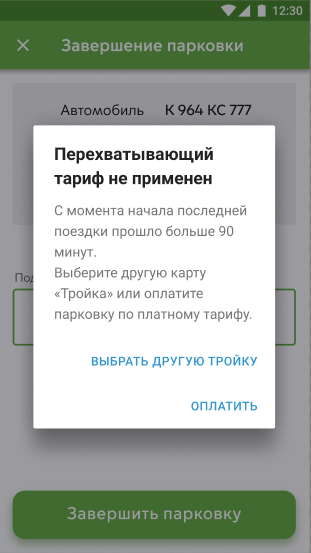 12:30
Завершение парковки
Автомобиль К 964 КС 777
Перехватывающий
тариф не применен
С момента начала последней
поездки прошло больше 90
минут.
Выберите другую карту
«Тройка» или оплатите
парковку по платному тарифу.
ВЫБРАТЬ ДРУГУЮ ТРОЙКУ
ОПЛАТИТЬ
Завершить парковку